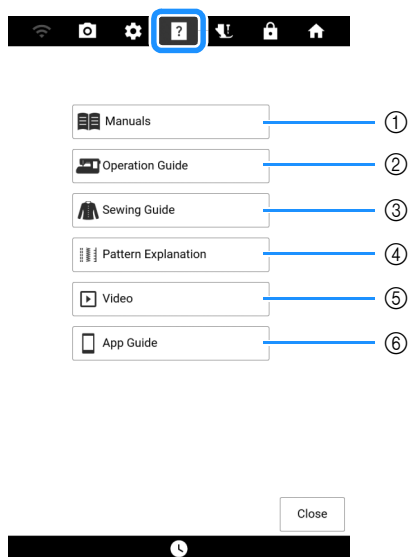 ?
Manuals ①
Operation Guide ②
Sewing Guide ③
Pattern Explanation ④
Video ⑤
App Guide ⑥
Close